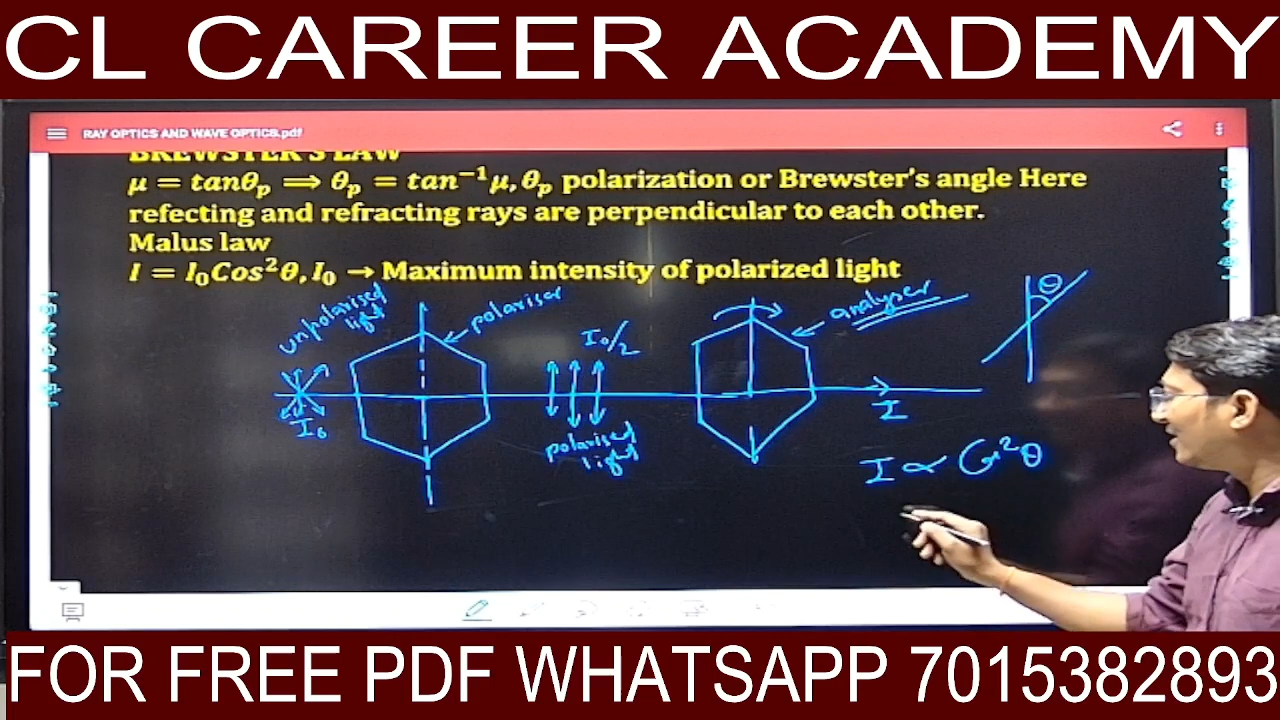 CL CAREER ACADEMY
RAY OPTICS AND WAVE OPTICS.pdf
BREWSTER'S LAW
μ = tanθₚ ⟹ θₚ = tan⁻¹μ, θₚ polarization or Brewster's angle Here
refecting and refracting rays are perpendicular to each other.
Malus law
I = I₀Cos²θ, I₀ → Maximum intensity of polarized light
unpolarised
light
polariser
I₀/2
analyser
θ
I₀
I
polarised
light
I ∝ Cos²θ
FOR FREE PDF WHATSAPP 7015382893